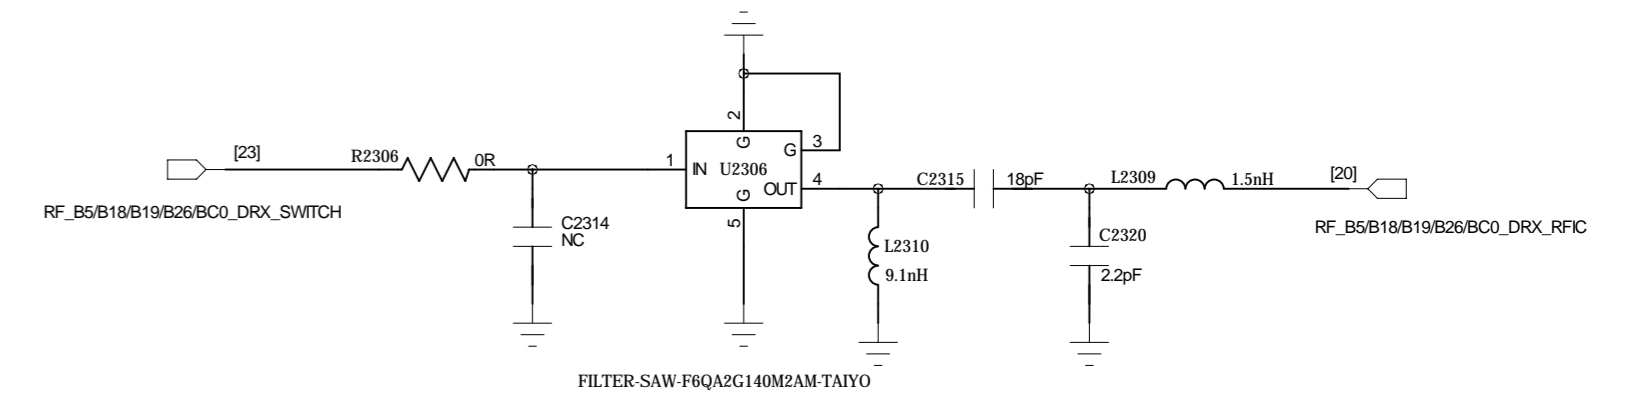 [23]
R2306
0R
RF_B5/B18/B19/B26/BC0_DRX_SWITCH
C2314
NC
1
IN
U2306
2
G
G
3
OUT
4
G
5
C2315
18pF
L2310
9.1nH
L2309
1.5nH
C2320
2.2pF
[20]
RF_B5/B18/B19/B26/BC0_DRX_RFIC
FILTER-SAW-F6QA2G140M2AM-TAIYO